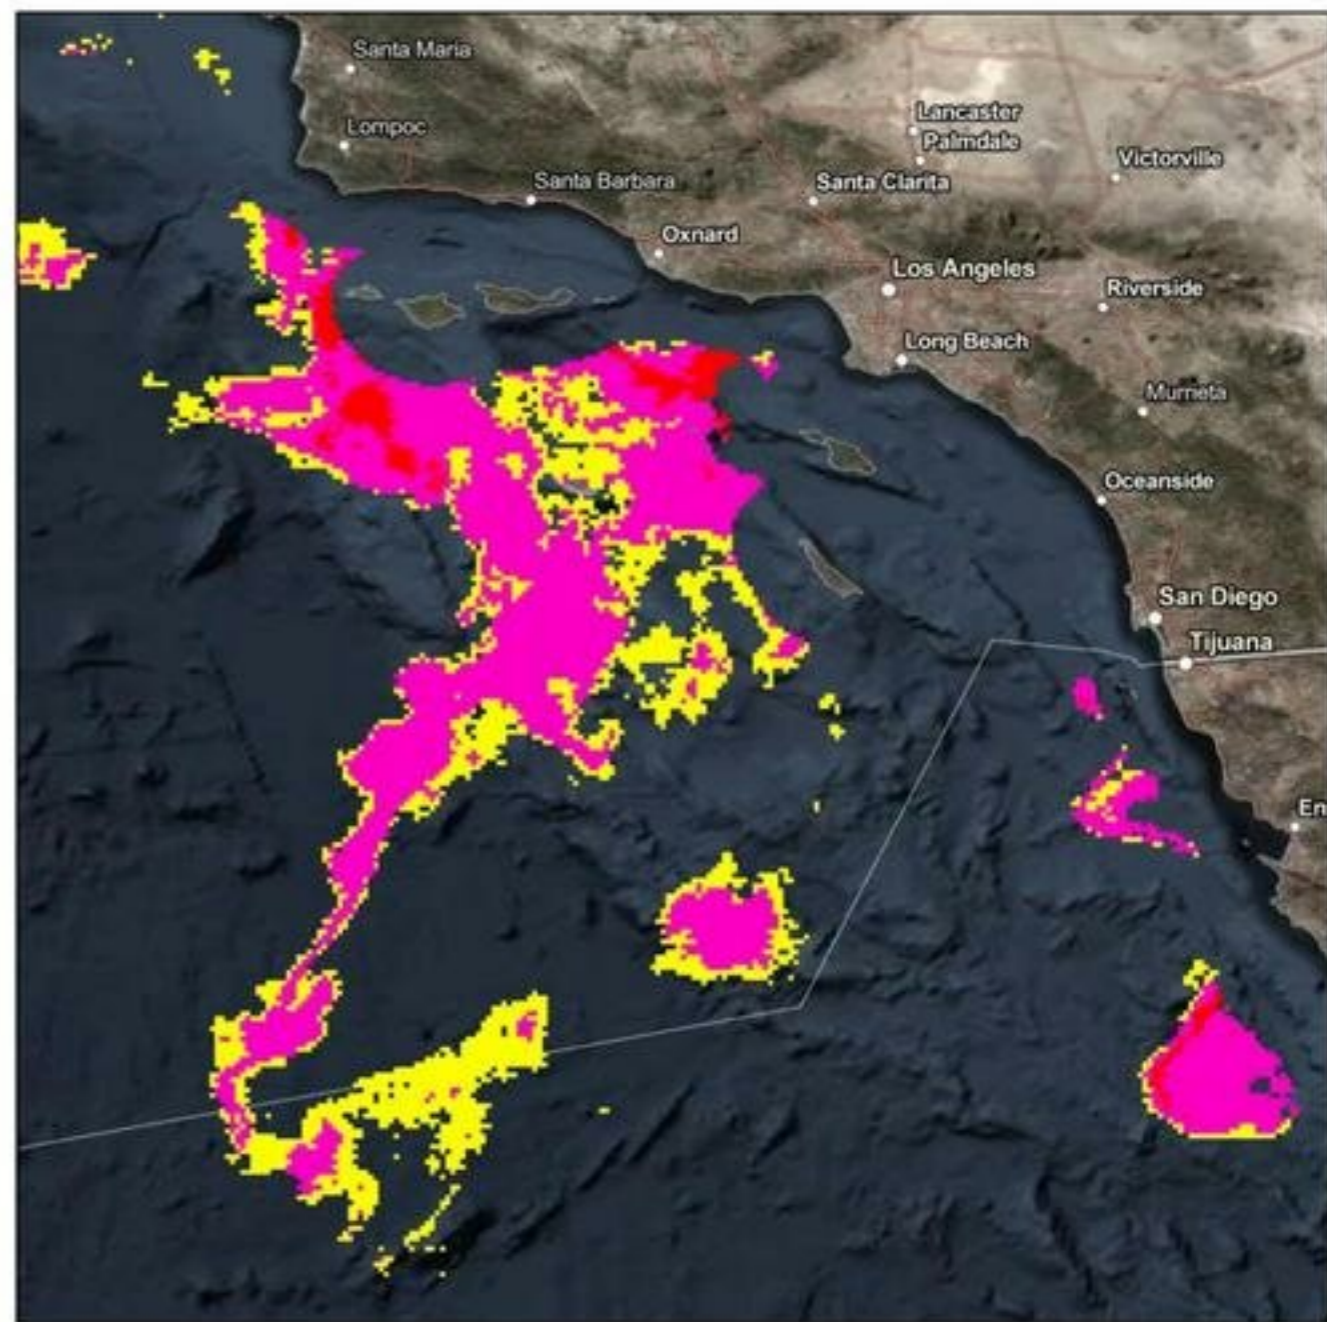 Santa Maria
Lompoc
Lancaster
Palmdale
Victorville
Santa Barbara
Santa Clarita
Oxnard
Los Angeles
Riverside
Long Beach
Murrieta
Oceanside
San Diego
Tijuana
En